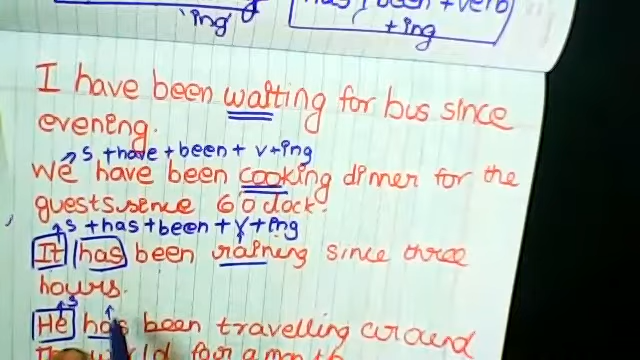 'ing'
been + verb
+ing
I have been waiting for bus since
evening.
s + have + been + v+ing
We have been cooking dinner for the
guests since 6 o'clock.
s + has + been + v + ing
It has been raining since three
hours.
s
He has been travelling around
for a month